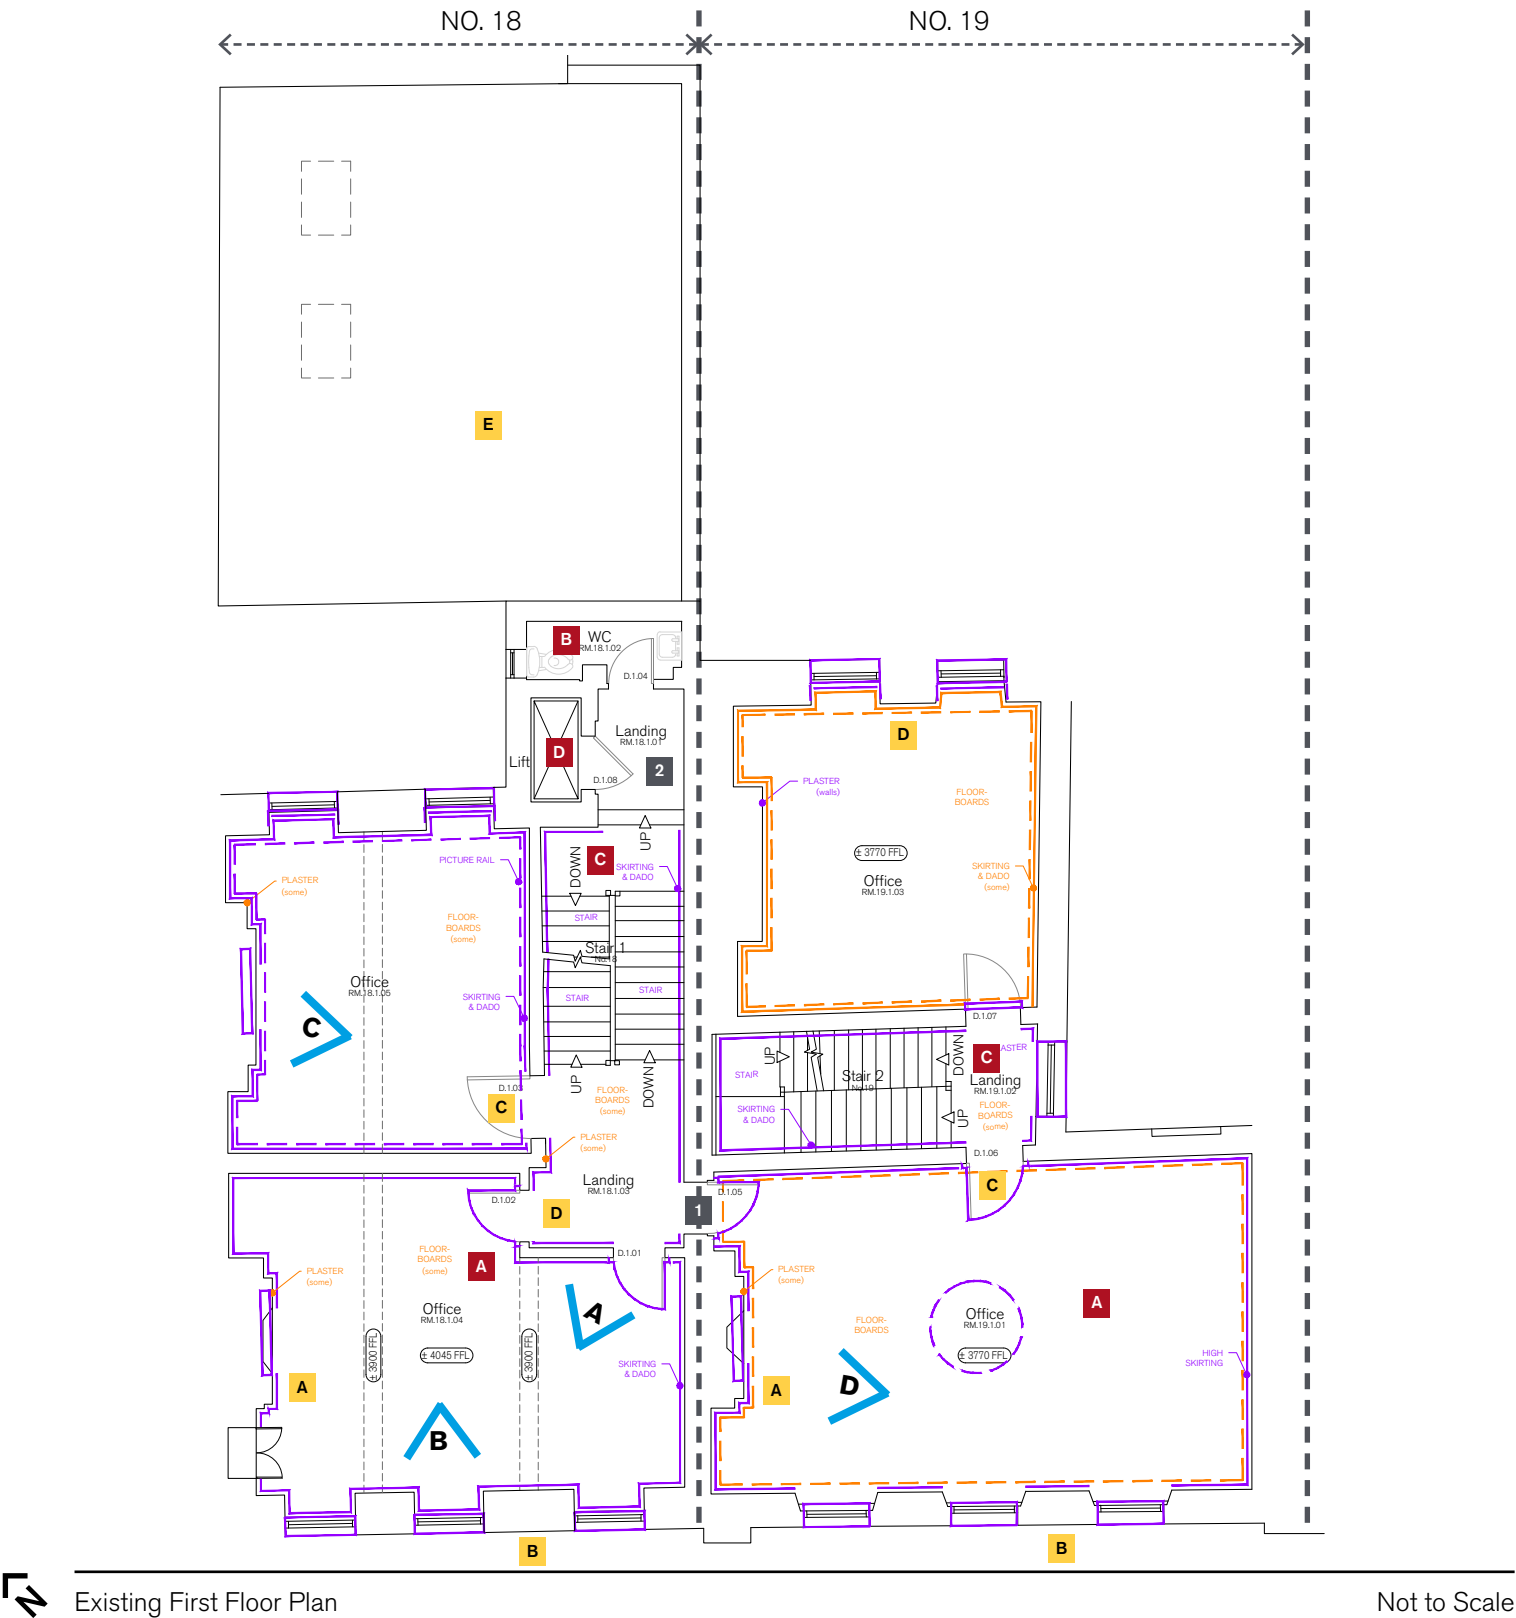 NO. 18
NO. 19
E
B
WC
RM.18.1.02
D.1.04
Landing
RM.18.1.01
D
Lift
2
D.1.08
D
PLASTER
(walls)
FLOOR-
BOARDS
± 3770 FFL
Office
RM.19.1.03
SKIRTING
& DADO
(some)
UP
DOWN
C
SKIRTING
& DADO
PICTURE RAIL
PLASTER
(some)
FLOOR-
BOARDS
(some)
STAIR
Stair 1
No.18
Office
RM.18.1.05
SKIRTING
& DADO
STAIR
STAIR
C
D.1.07
UP
DOWN
C
ASTER
STAIR
Stair 2
No.19
Landing
RM.19.1.02
UP
DOWN
D.1.03
C
FLOOR-
BOARDS
(some)
SKIRTING
& DADO
FLOOR-
BOARDS
(some)
UP
PLASTER
(some)
D.1.06
Landing
RM.18.1.03
D.1.02
D
1
D.1.05
C
FLOOR-
BOARDS
(some)
A
D.1.01
PLASTER
(some)
PLASTER
(some)
Office
RM.18.1.04
A
FLOOR-
BOARDS
Office
RM.19.1.01
A
± 3900 FFL
± 4045 FFL
± 3900 FFL
± 3770 FFL
SKIRTING
& DADO
HIGH
SKIRTING
A
A
D
B
B
B
N
Existing First Floor Plan
Not to Scale